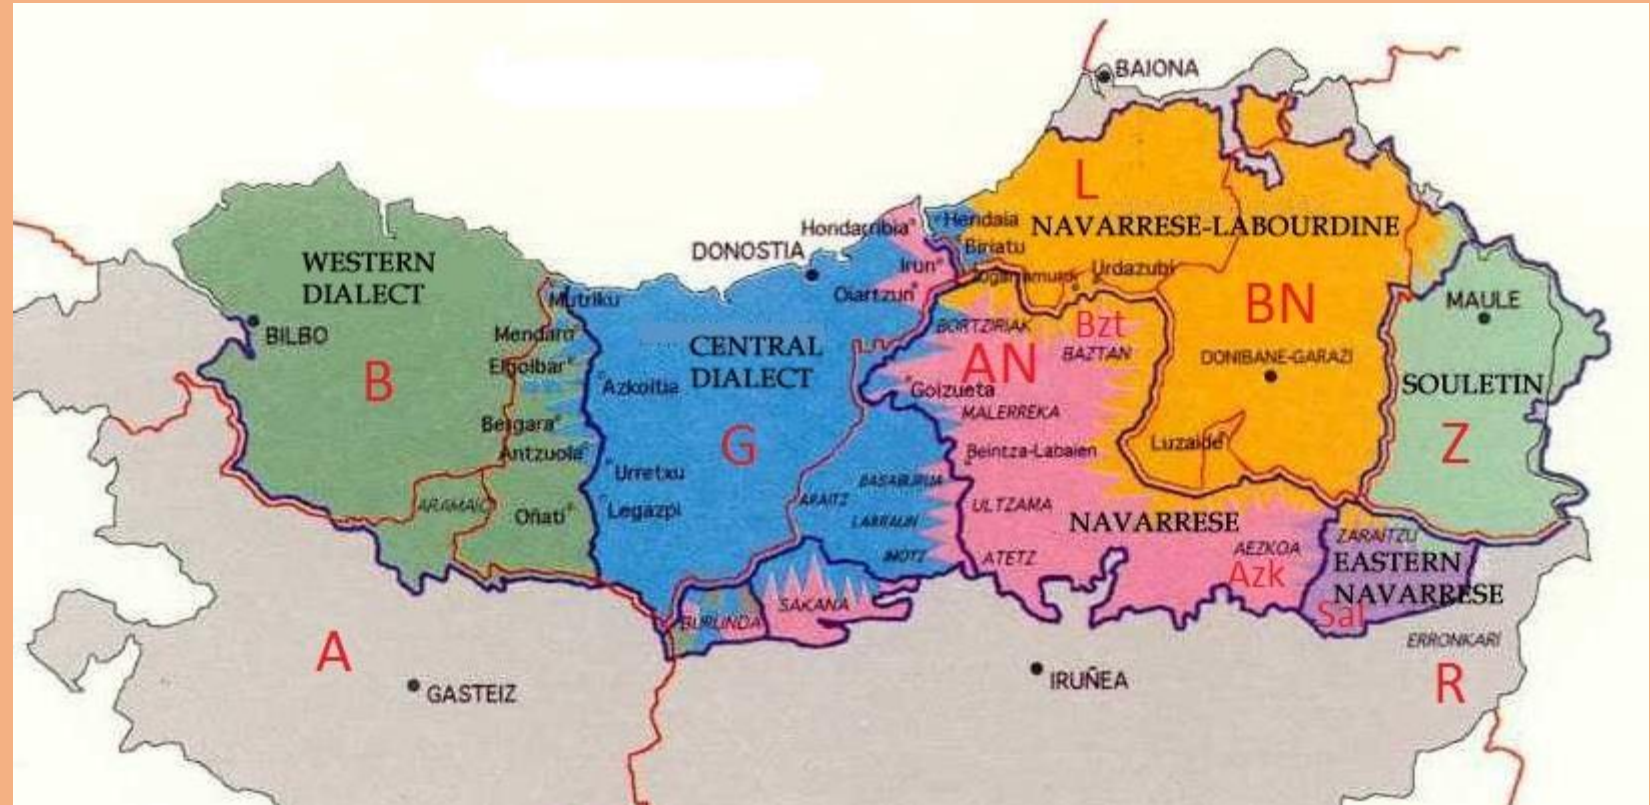 BAIONA
L
Hondarribia
Hendaia
NAVARRESE-LABOURDINE
DONOSTIA
Biriatu
WESTERN
DIALECT
Irun
Urdazubi
Oiartzun
Mutriku
MAULE
BILBO
Mendaro
BORTZIRIAK
Bzt
BN
CENTRAL
DIALECT
BAZTAN
DONIBANE-GARAZI
Elgoibar
AN
B
Azkoitia
Goizueta
SOULETIN
MALERREKA
Bergara
G
Luzaide
Z
Antzuola
Beintza-Labaien
Urretxu
BASABURUA
ARAITZ
ULTZAMA
ARAMAIO
Oñati
Legazpi
LARRAUN
NAVARRESE
ZARAITZU
IMOTZ
ATETZ
AEZKOA
EASTERN
NAVARRESE
Azk
SAKANA
BURUNDA
Sal
ERRONKARI
A
IRUÑEA
R
GASTEIZ